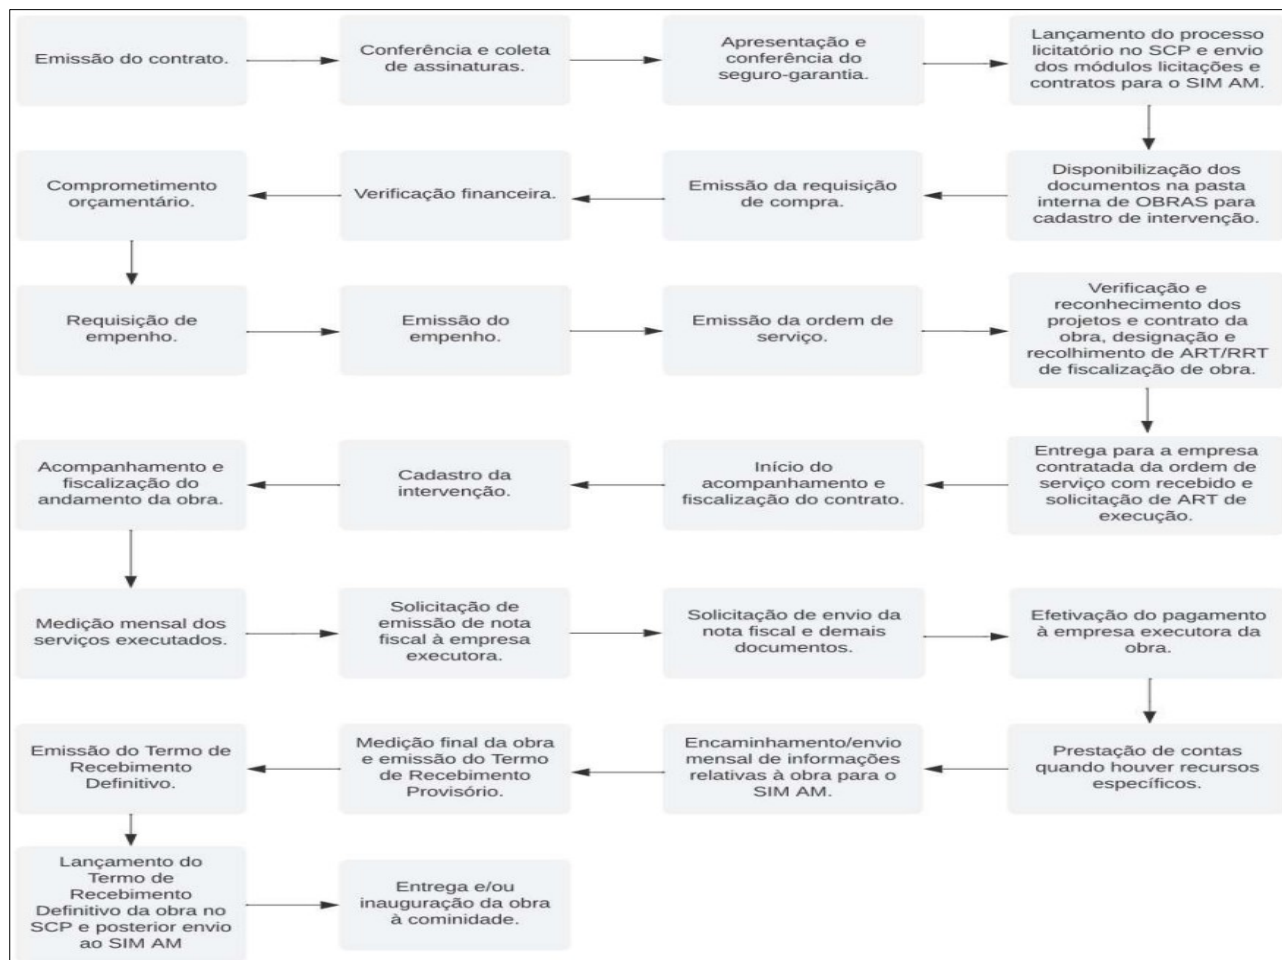 Emissão do contrato.
Conferência e coleta
de assinaturas.
Apresentação e
conferência do
seguro-garantia.
Lançamento do processo
licitatório no SCP e envio
dos módulos licitações e
contratos para o SIM AM.
Disponibilização dos
documentos na pasta
interna de OBRAS para
cadastro de intervenção.
Emissão da requisição
de compra.
Verificação financeira.
Comprometimento
orçamentário.
Requisição de
empenho.
Emissão do
empenho.
Emissão da ordem de
serviço.
Verificação e
reconhecimento dos
projetos e contrato da
obra, designação e
recolhimento de ART/RRT
de fiscalização de obra.
Entrega para a empresa
contratada da ordem de
serviço com recebido e
solicitação de ART de
execução.
Início do
acompanhamento e
fiscalização do contrato.
Cadastro da
intervenção.
Acompanhamento e
fiscalização do
andamento da obra.
Medição mensal dos
serviços executados.
Solicitação de
emissão de nota
fiscal à empresa
executora.
Solicitação de envio da
nota fiscal e demais
documentos.
Efetivação do pagamento
à empresa executora da
obra.
Prestação de contas
quando houver recursos
específicos.
Encaminhamento/envio
mensal de informações
relativas à obra para o
SIM AM.
Medição final da obra
e emissão do Termo
de Recebimento
Provisório.
Emissão do Termo de
Recebimento
Definitivo.
Lançamento do
Termo de
Recebimento
Definitivo da obra no
SCP e posterior envio
ao SIM AM
Entrega e/ou
inauguração da obra
à cominidade.